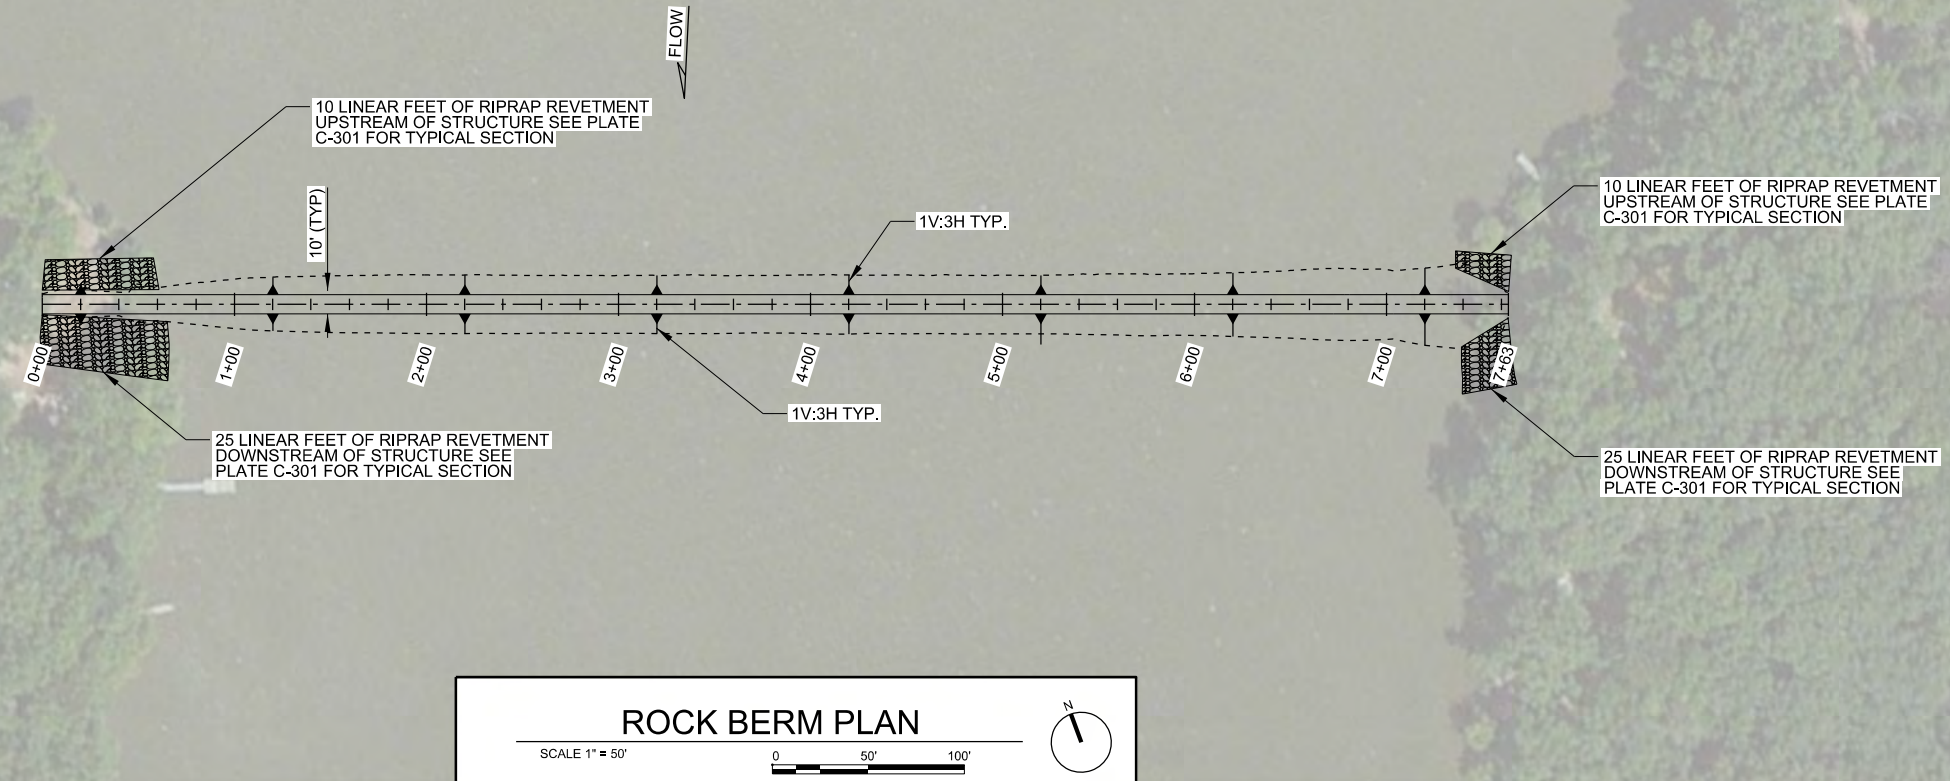 FLOW
10 LINEAR FEET OF RIPRAP REVETMENT
UPSTREAM OF STRUCTURE SEE PLATE
C-301 FOR TYPICAL SECTION
10 LINEAR FEET OF RIPRAP REVETMENT
UPSTREAM OF STRUCTURE SEE PLATE
C-301 FOR TYPICAL SECTION
10' (TYP)
1V:3H TYP.
0+00
1+00
2+00
3+00
4+00
5+00
6+00
7+00
7+63
1V:3H TYP.
25 LINEAR FEET OF RIPRAP REVETMENT
DOWNSTREAM OF STRUCTURE SEE
PLATE C-301 FOR TYPICAL SECTION
25 LINEAR FEET OF RIPRAP REVETMENT
DOWNSTREAM OF STRUCTURE SEE
PLATE C-301 FOR TYPICAL SECTION
ROCK BERM PLAN
SCALE 1" = 50'
0 50' 100'
N